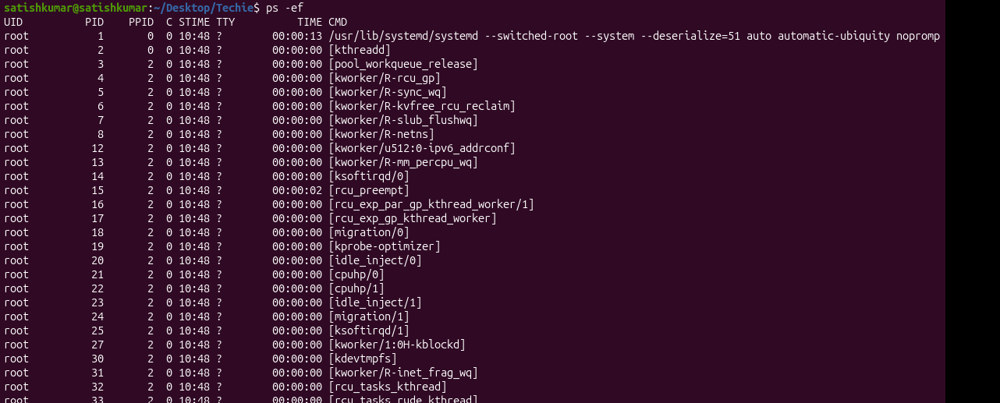 satishkumar@satishkumar:~/Desktop/Techie$ ps -ef
UID          PID    PPID  C STIME TTY          TIME CMD
root           1       0  0 10:48 ?        00:00:13 /usr/lib/systemd/systemd --switched-root --system --deserialize=51 auto automatic-ubiquity nopromp
root           2       0  0 10:48 ?        00:00:00 [kthreadd]
root           3       2  0 10:48 ?        00:00:00 [pool_workqueue_release]
root           4       2  0 10:48 ?        00:00:00 [kworker/R-rcu_gp]
root           5       2  0 10:48 ?        00:00:00 [kworker/R-sync_wq]
root           6       2  0 10:48 ?        00:00:00 [kworker/R-kvfree_rcu_reclaim]
root           7       2  0 10:48 ?        00:00:00 [kworker/R-slub_flushwq]
root           8       2  0 10:48 ?        00:00:00 [kworker/R-netns]
root          12       2  0 10:48 ?        00:00:00 [kworker/u512:0-ipv6_addrconf]
root          13       2  0 10:48 ?        00:00:00 [kworker/R-mm_percpu_wq]
root          14       2  0 10:48 ?        00:00:00 [ksoftirqd/0]
root          15       2  0 10:48 ?        00:00:02 [rcu_preempt]
root          16       2  0 10:48 ?        00:00:00 [rcu_exp_par_gp_kthread_worker/1]
root          17       2  0 10:48 ?        00:00:00 [rcu_exp_gp_kthread_worker]
root          18       2  0 10:48 ?        00:00:00 [migration/0]
root          19       2  0 10:48 ?        00:00:00 [kprobe-optimizer]
root          20       2  0 10:48 ?        00:00:00 [idle_inject/0]
root          21       2  0 10:48 ?        00:00:00 [cpuhp/0]
root          22       2  0 10:48 ?        00:00:00 [cpuhp/1]
root          23       2  0 10:48 ?        00:00:00 [idle_inject/1]
root          24       2  0 10:48 ?        00:00:00 [migration/1]
root          25       2  0 10:48 ?        00:00:00 [ksoftirqd/1]
root          27       2  0 10:48 ?        00:00:00 [kworker/1:0H-kblockd]
root          30       2  0 10:48 ?        00:00:00 [kdevtmpfs]
root          31       2  0 10:48 ?        00:00:00 [kworker/R-inet_frag_wq]
root          32       2  0 10:48 ?        00:00:00 [rcu_tasks_kthread]
root          33       2  0 10:48 ?        00:00:00 [rcu_tasks_rude_kthread]